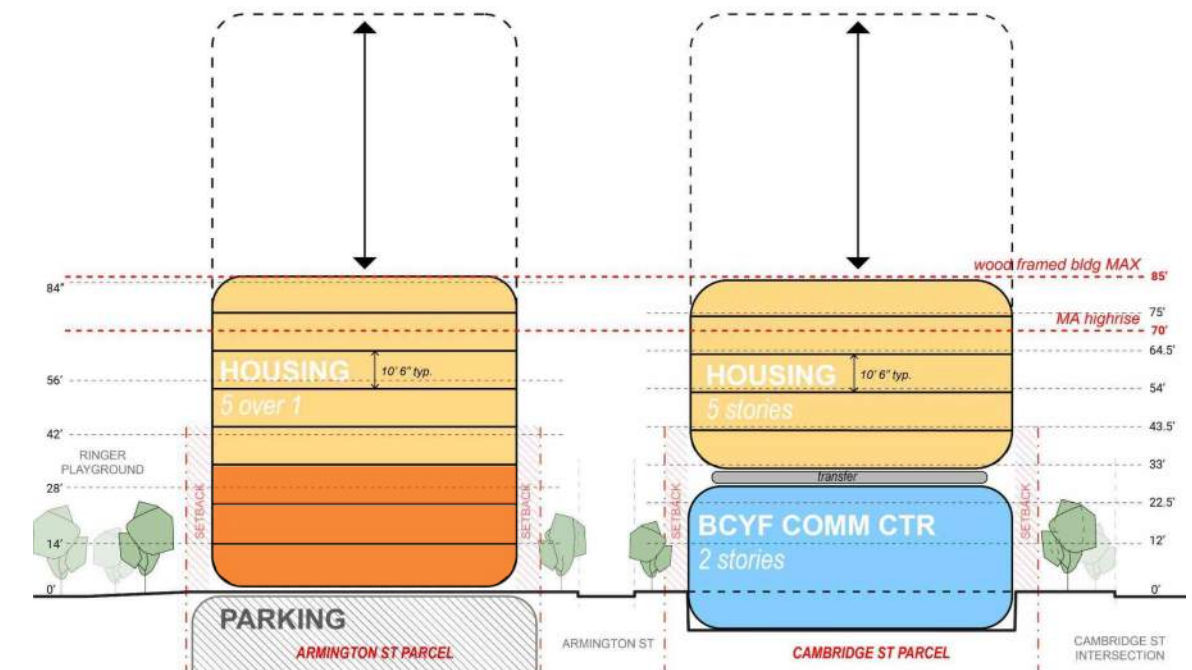 wood framed bldg MAX
85'
84"
75'
MA highrise
70'
64.5'
HOUSING
10' 6" typ.
5 over 1
56'
HOUSING
10' 6" typ.
5 stories
54'
42'
43.5'
RINGER
PLAYGROUND
33'
transfer
28'
22.5'
SETBACK
SETBACK
SETBACK
SETBACK
BCYF COMM CTR
2 stories
14'
12'
0'
0'
PARKING
ARMINGTON ST PARCEL
ARMINGTON ST
CAMBRIDGE ST PARCEL
CAMBRIDGE ST
INTERSECTION